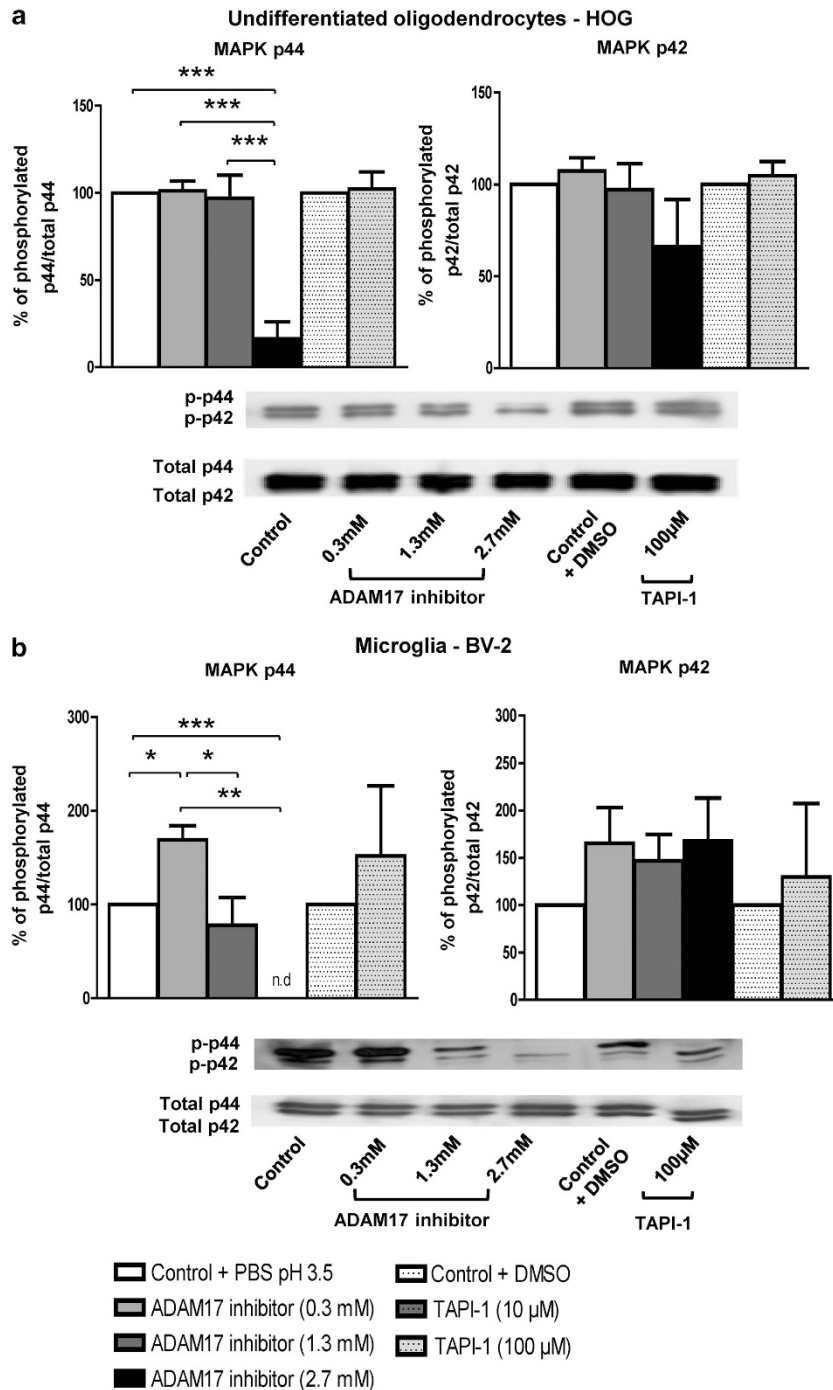 a
Undifferentiated oligodendrocytes - HOG
MAPK p44
MAPK p42
% of phosphorylated
p44/total p44
150
100
50
0
***
***
***
% of phosphorylated
p42/total p42
150
100
50
0
p-p44
p-p42
Total p44
Total p42
Control
0.3mM
1.3mM
2.7mM
Control
+ DMSO
100µM
ADAM17 inhibitor
TAPI-1
b
Microglia - BV-2
MAPK p44
MAPK p42
% of phosphorylated
p44/total p44
300
200
100
0
***
*
*
**
n.d
% of phosphorylated
p42/total p42
300
250
200
150
100
50
0
p-p44
p-p42
Total p44
Total p42
Control
0.3mM
1.3mM
2.7mM
Control
+ DMSO
100µM
ADAM17 inhibitor
TAPI-1
Control + PBS pH 3.5
Control + DMSO
ADAM17 inhibitor (0.3 mM)
TAPI-1 (10 µM)
ADAM17 inhibitor (1.3 mM)
TAPI-1 (100 µM)
ADAM17 inhibitor (2.7 mM)